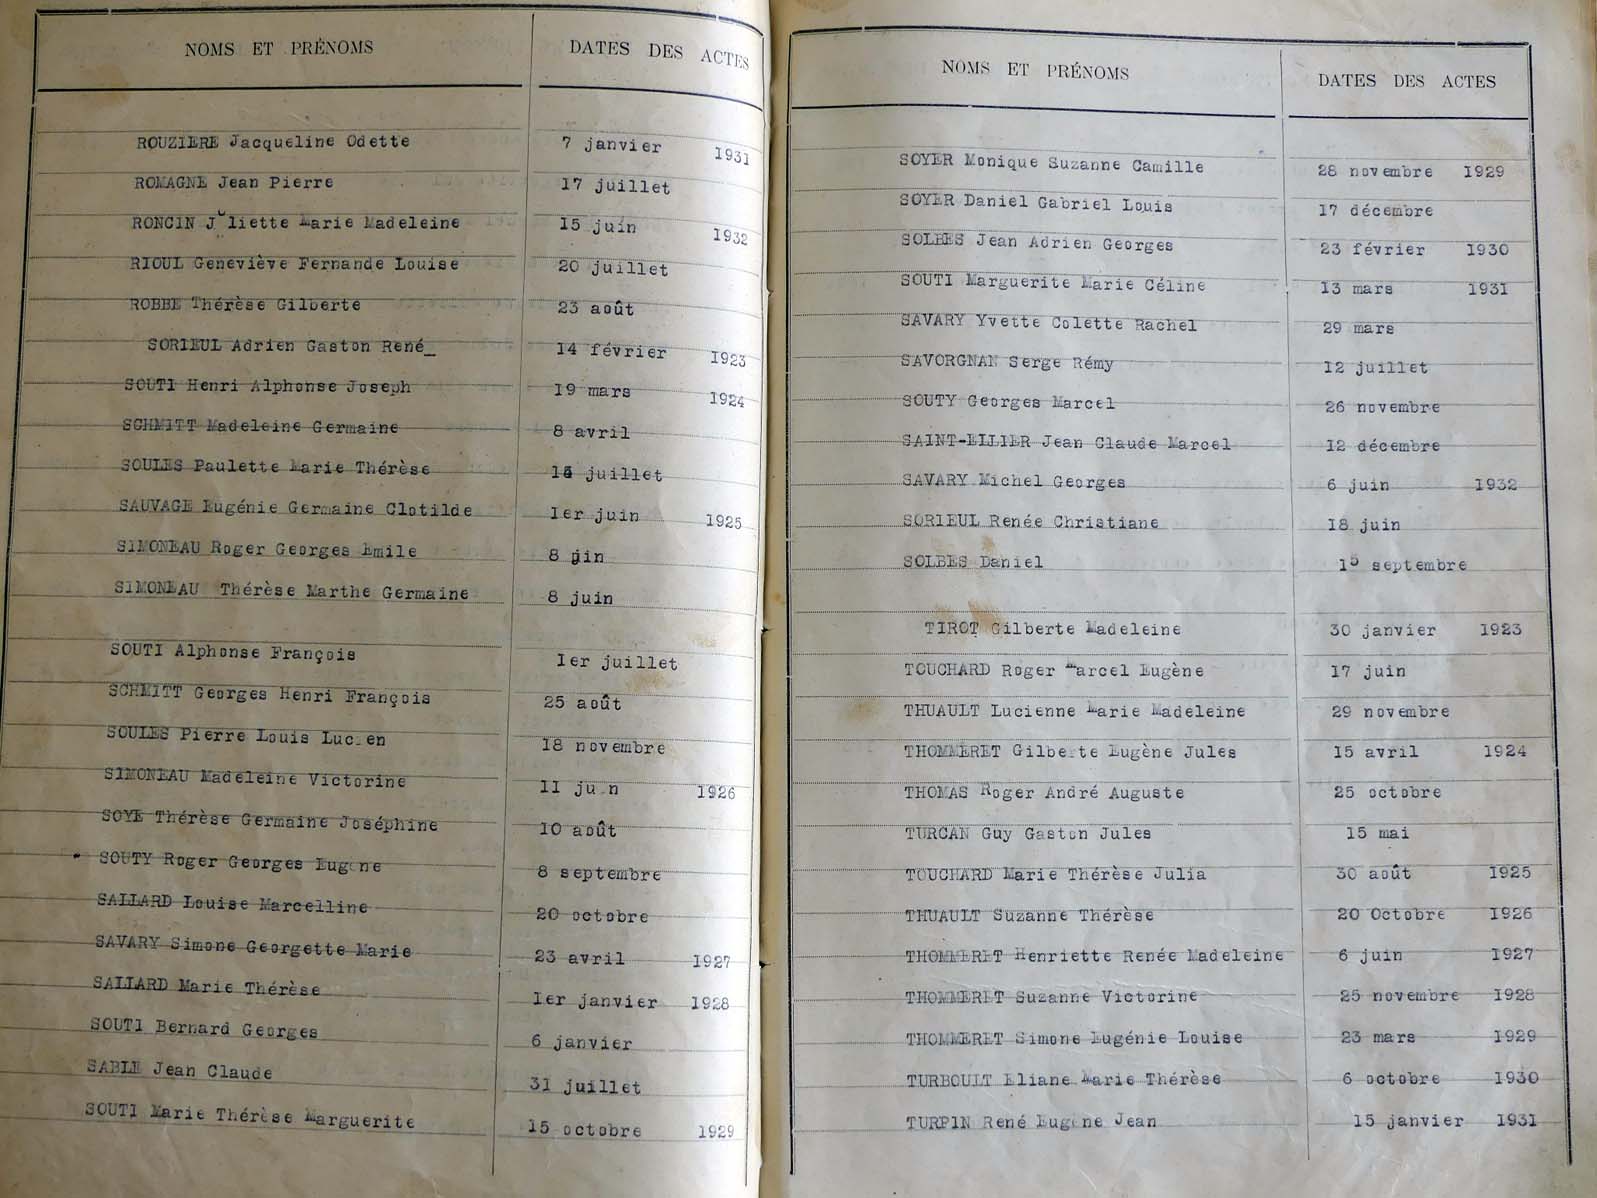 NOMS ET PRÉNOMS DATES DES ACTES
ROUZIERE Jacqueline Odette 7 janvier 1931
ROMAGNE Jean Pierre 17 juillet
RONCIN Juliette Marie Madeleine 15 juin 1932
RIOUL Geneviève Fernande Louise 20 juillet
ROBBE Thérèse Gilberte 23 août
SORIEUL Adrien Gaston René_ 14 février 1923
SOUTI Henri Alphonse Joseph 19 mars 1924
SCHMITT Madeleine Germaine 8 avril
SOULES Paulette Marie Thérèse juillet
SAUVAGE Eugénie Germaine Clotilde 1er juin 1925
SIMONEAU Roger Georges Emile 8
SIMONEAU Thérèse Marthe Germaine 8 juin
SOUTI Alphonse François 1er juillet
SCHMITT Georges Henri François 25 août
SOULES Pierre Louis Lucien 18 novembre
SIMONEAU Madeleine Victorine 11 juin 1926
SOYE Thérèse Germaine Joséphine 10 août
SOUTY Roger Georges Eugène 8 septembre
SALLARD Louise Marcelline 20 octobre
SAVARY Simone Georgette Marie 23 avril 1927
SALLARD Marie Thérèse 1er janvier 1928
SOUTI Bernard Georges 6 janvier
SABLE Jean Claude 31 juillet
SOUTI Marie Thérèse Marguerite 15 octobre 1929
NOMS ET PRÉNOMS DATES DES ACTES
SOYER Monique Suzanne Camille 28 novembre 1929
SOYER Daniel Gabriel Louis 17 décembre
SOLBES Jean Adrien Georges 23 février 1930
SOUTI Marguerite Marie Céline 13 mars 1931
SAVARY Yvette Colette Rachel 29 mars
SAVORGNAN Serge Rémy 12 juillet
SOUTY Georges Marcel 26 novembre
SAINT-ELLIER Jean Claude Marcel 12 décembre
SAVARY Michel Georges 6 juin 1932
SORIEUL Renée Christiane 18 juin
SOLBES Daniel 15 septembre
TIROT Gilberte Madeleine 30 janvier 1923
TOUCHARD Roger Marcel Eugène 17 juin
THUAULT Lucienne Marie Madeleine 29 novembre
THOMMERET Gilberte Eugène Jules 15 avril 1924
THOMAS Roger André Auguste 25 octobre
TURCAN Guy Gaston Jules 15 mai
TOUCHARD Marie Thérèse Julia 30 août 1925
THUAULT Suzanne Thérèse 20 Octobre 1926
THOMMERET Henriette Renée Madeleine 6 juin 1927
THOMMERET Suzanne Victorine 25 novembre 1928
THOMMERET Simone Eugénie Louise 23 mars 1929
TURBOULT Eliane Marie Thérèse 6 octobre 1930
TURPIN René Eugène Jean 15 janvier 1931